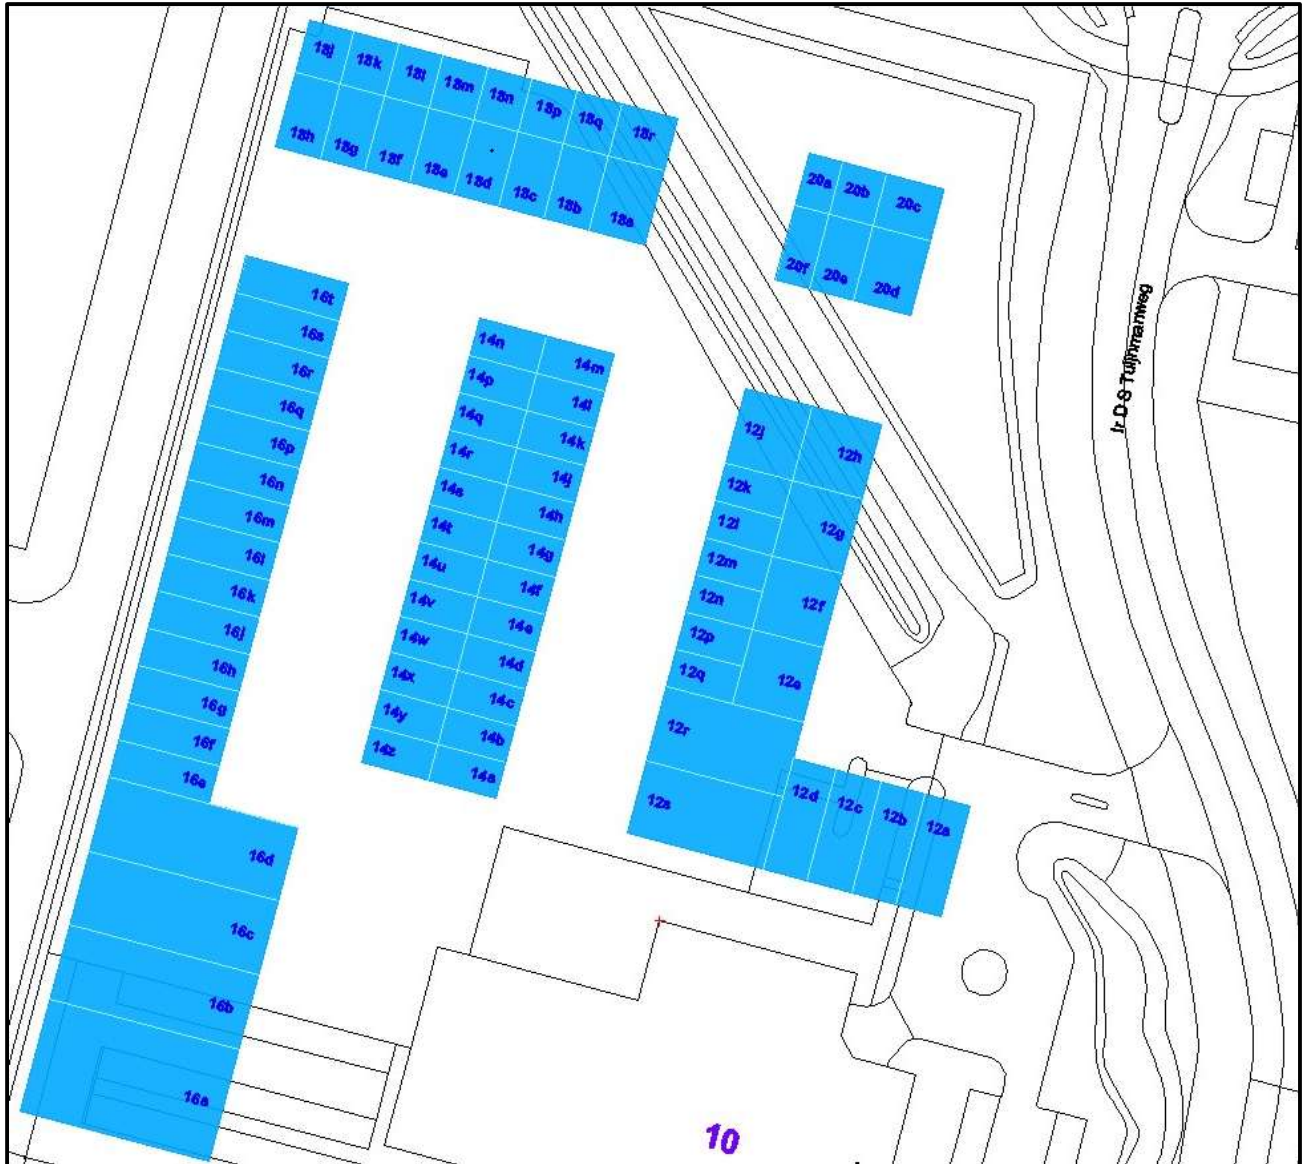 18j 18k 18l 18m 18n 18p 18q 18r
18h 18g 18f 18e 18d 18c 18b 18a
20a 20b 20c
20f 20e 20d
16t
16s
16r
16q
16p
16n
16m
16l
16k
16j
16h
16g
16f
16e
16d
16c
16b
16a
14n 14m
14p 14l
14q 14k
14r 14j
14s 14h
14t 14g
14u 14f
14v 14e
14w 14d
14x 14c
14y 14b
14z 14a
12j 12h
12k
12l 12g
12m
12n 12f
12p
12q 12e
12r
12s 12d 12c 12b 12a
Ir D S Tuijnmanweg
10